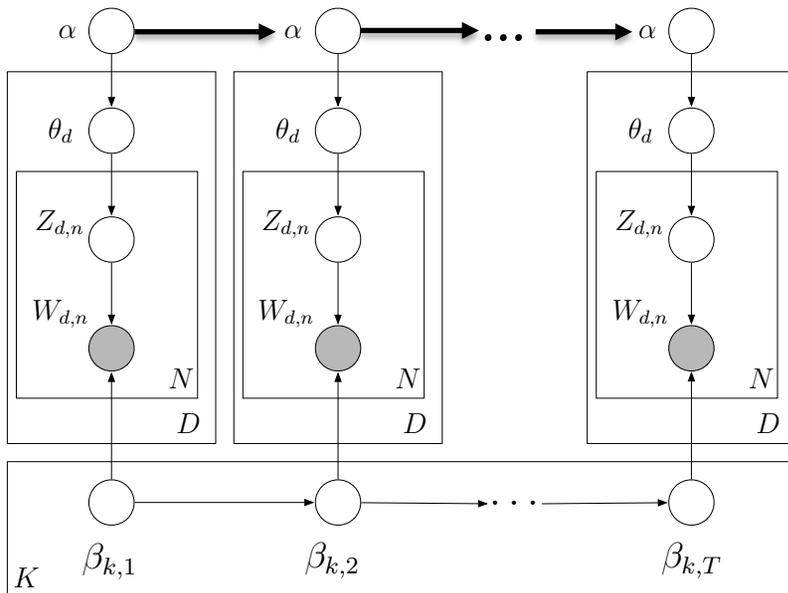 α α ... α
θ_d θ_d θ_d
Z_{d,n} Z_{d,n} Z_{d,n}
W_{d,n} W_{d,n} W_{d,n}
N N N
D D D
. . .
β_{k,1} β_{k,2} β_{k,T}
K